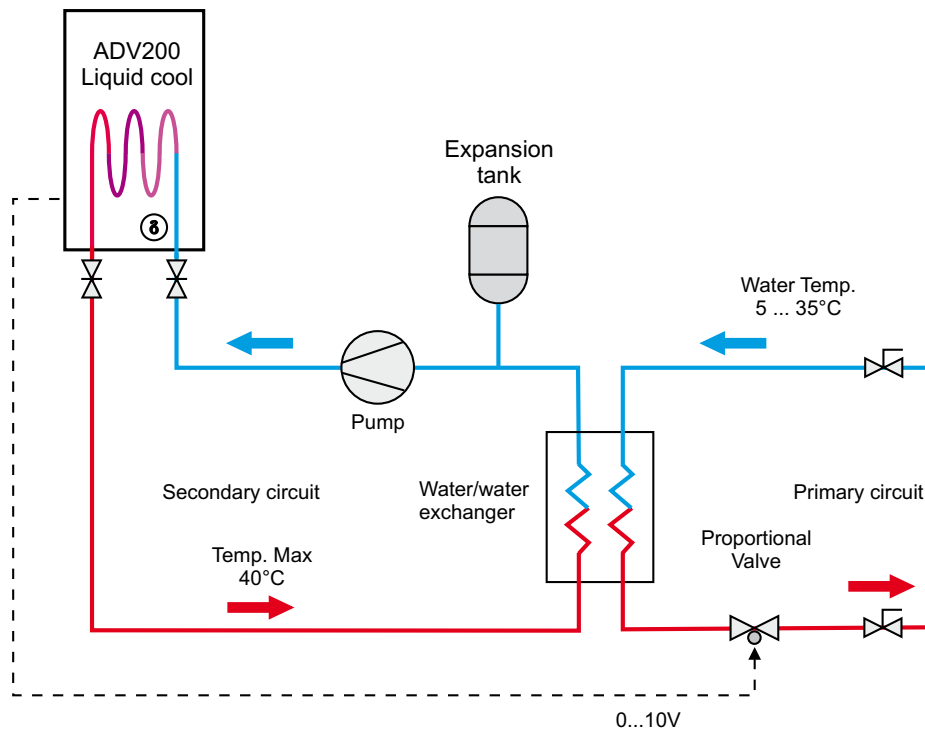 ADV200
Liquid cool
Expansion
tank
Water Temp.
5 ... 35°C
Pump
Secondary circuit
Water/water
exchanger
Primary circuit
Proportional
Valve
Temp. Max
40°C
0...10V